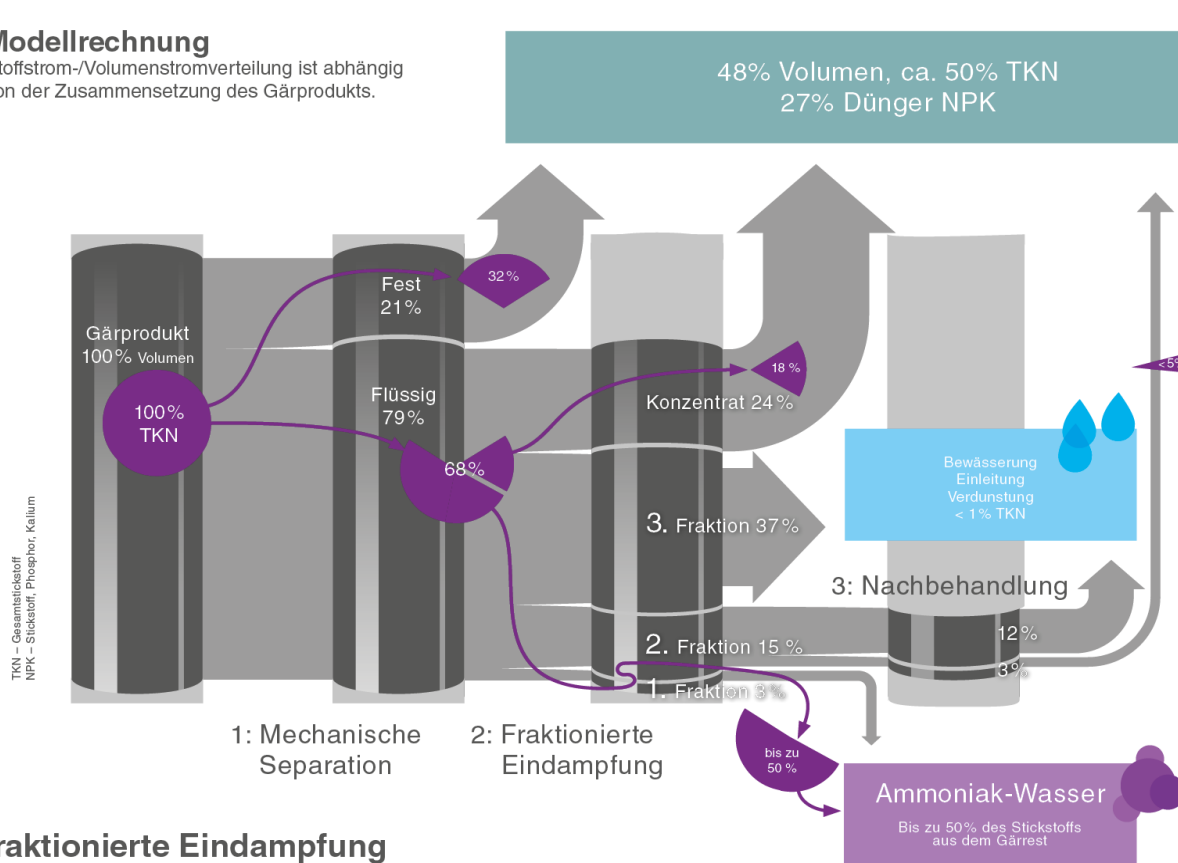 Modellrechnung
toffstrom-/Volumenstromverteilung ist abhängig
on der Zusammensetzung des Gärprodukts.
48% Volumen, ca. 50% TKN
27% Dünger NPK
Gärprodukt
100% Volumen
100%
TKN
Fest
21%
32%
Flüssig
79%
68%
18 %
Konzentrat 24%
3. Fraktion 37%
2. Fraktion 15 %
1. Fraktion 3%
<5%
Bewässerung
Einleitung
Verdunstung
< 1% TKN
3: Nachbehandlung
12%
3%
TKN – Gesamtstickstoff
NPK – Stickstoff, Phosphor, Kalium
1: Mechanische
Separation
2: Fraktionierte
Eindampfung
bis zu
50 %
Ammoniak-Wasser
Bis zu 50% des Stickstoffs
aus dem Gärrest
raktionierte Eindampfung